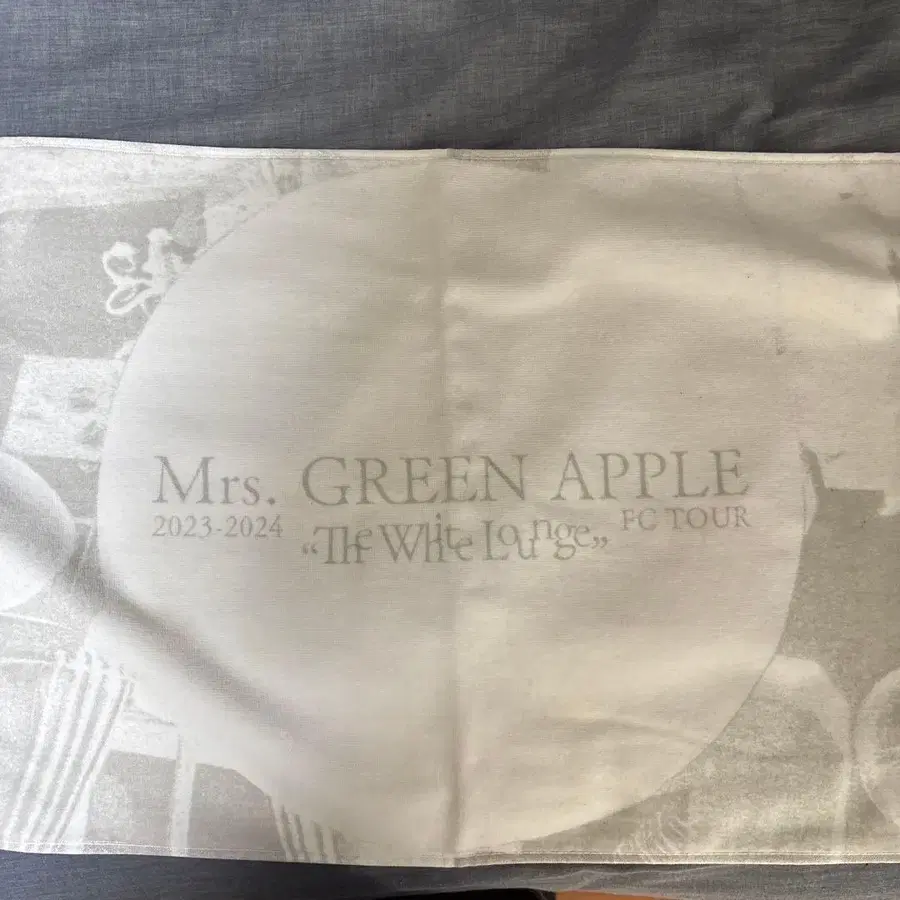 Mrs. GREEN APPLE
2023-2024 “The White Lounge” FC TOUR